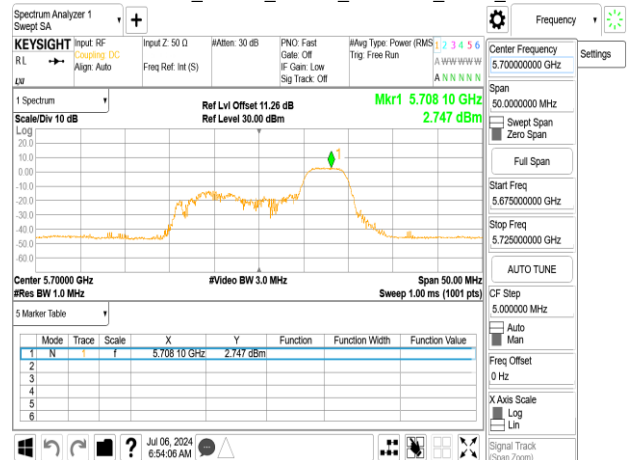 Spectrum Analyzer 1
Swept SA
+
Frequency
KEYSIGHT
Input: RF
Coupling: DC
Align: Auto
Input Z: 50 Ω
Freq Ref: Int (S)
#Atten: 30 dB
PNO: Fast
Gate: Off
IF Gain: Low
Sig Track: Off
#Avg Type: Power (RMS
Trig: Free Run
1 2 3 4 5 6
A W W W W W
A N N N N N
RL
LXI
Center Frequency
5.700000000 GHz
Settings
Span
50.0000000 MHz
Swept Span
Zero Span
Full Span
Start Freq
5.675000000 GHz
Stop Freq
5.725000000 GHz
AUTO TUNE
CF Step
5.000000 MHz
Auto
Man
Freq Offset
0 Hz
X Axis Scale
Log
Lin
Signal Track
(Span Zoom)
1 Spectrum
Scale/Div 10 dB
Ref Lvl Offset 11.26 dB
Ref Level 30.00 dBm
Mkr1 5.708 10 GHz
2.747 dBm
Log
20.0
10.0
0.00
-10.0
-20.0
-30.0
-40.0
-50.0
-60.0
1
Center 5.70000 GHz
#Res BW 1.0 MHz
#Video BW 3.0 MHz
Span 50.00 MHz
Sweep 1.00 ms (1001 pts)
5 Marker Table
Mode Trace Scale X Y Function Function Width Function Value
1 N 1 f 5.708 10 GHz 2.747 dBm
2
3
4
5
6
?
Jul 06, 2024
6:54:06 AM